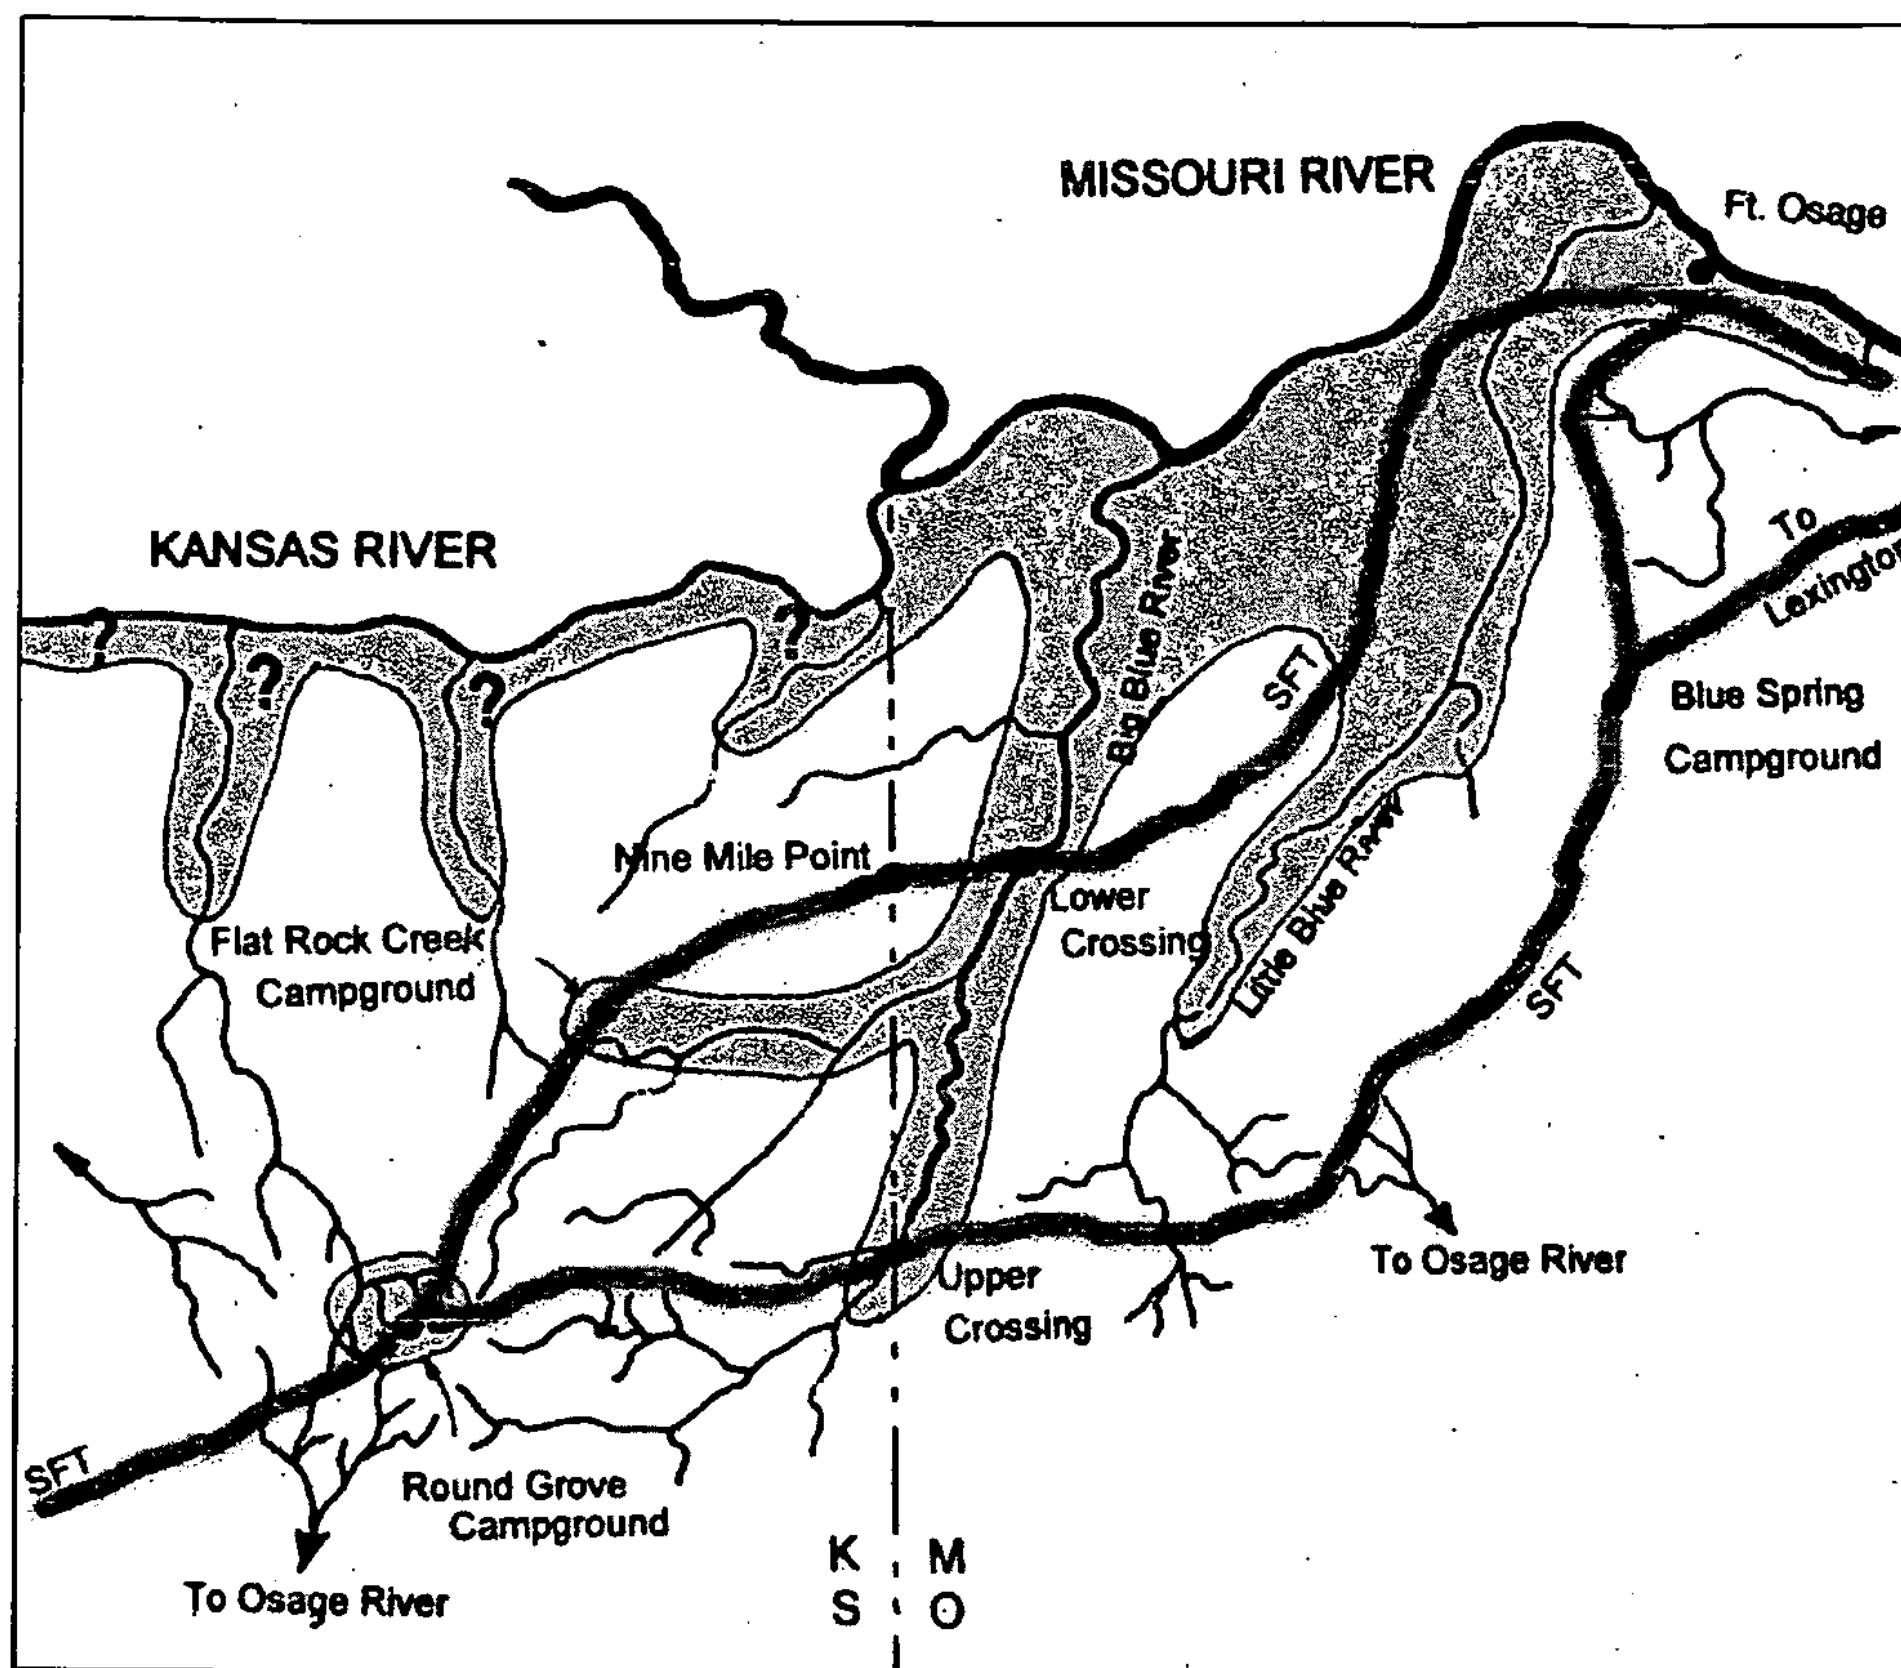 MISSOURI RIVER
Ft. Osage
KANSAS RIVER
?
?
?
?
Big Blue River
SFT
To
Lexington
Blue Spring
Campground
Nine Mile Point
Lower
Crossing
Little Blue River
Flat Rock Creek
Campground
SFT
Upper
Crossing
To Osage River
SFT
Round Grove
Campground
K M
S O
To Osage River